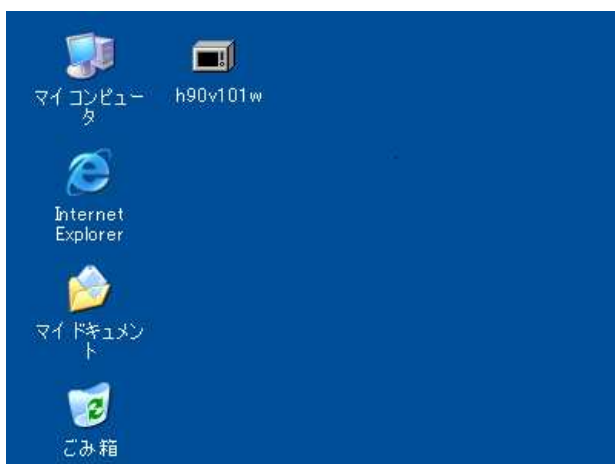 マイ コンピュー
タ
h90v101w
Internet
Explorer
マイ ドキュメン
ト
ごみ箱